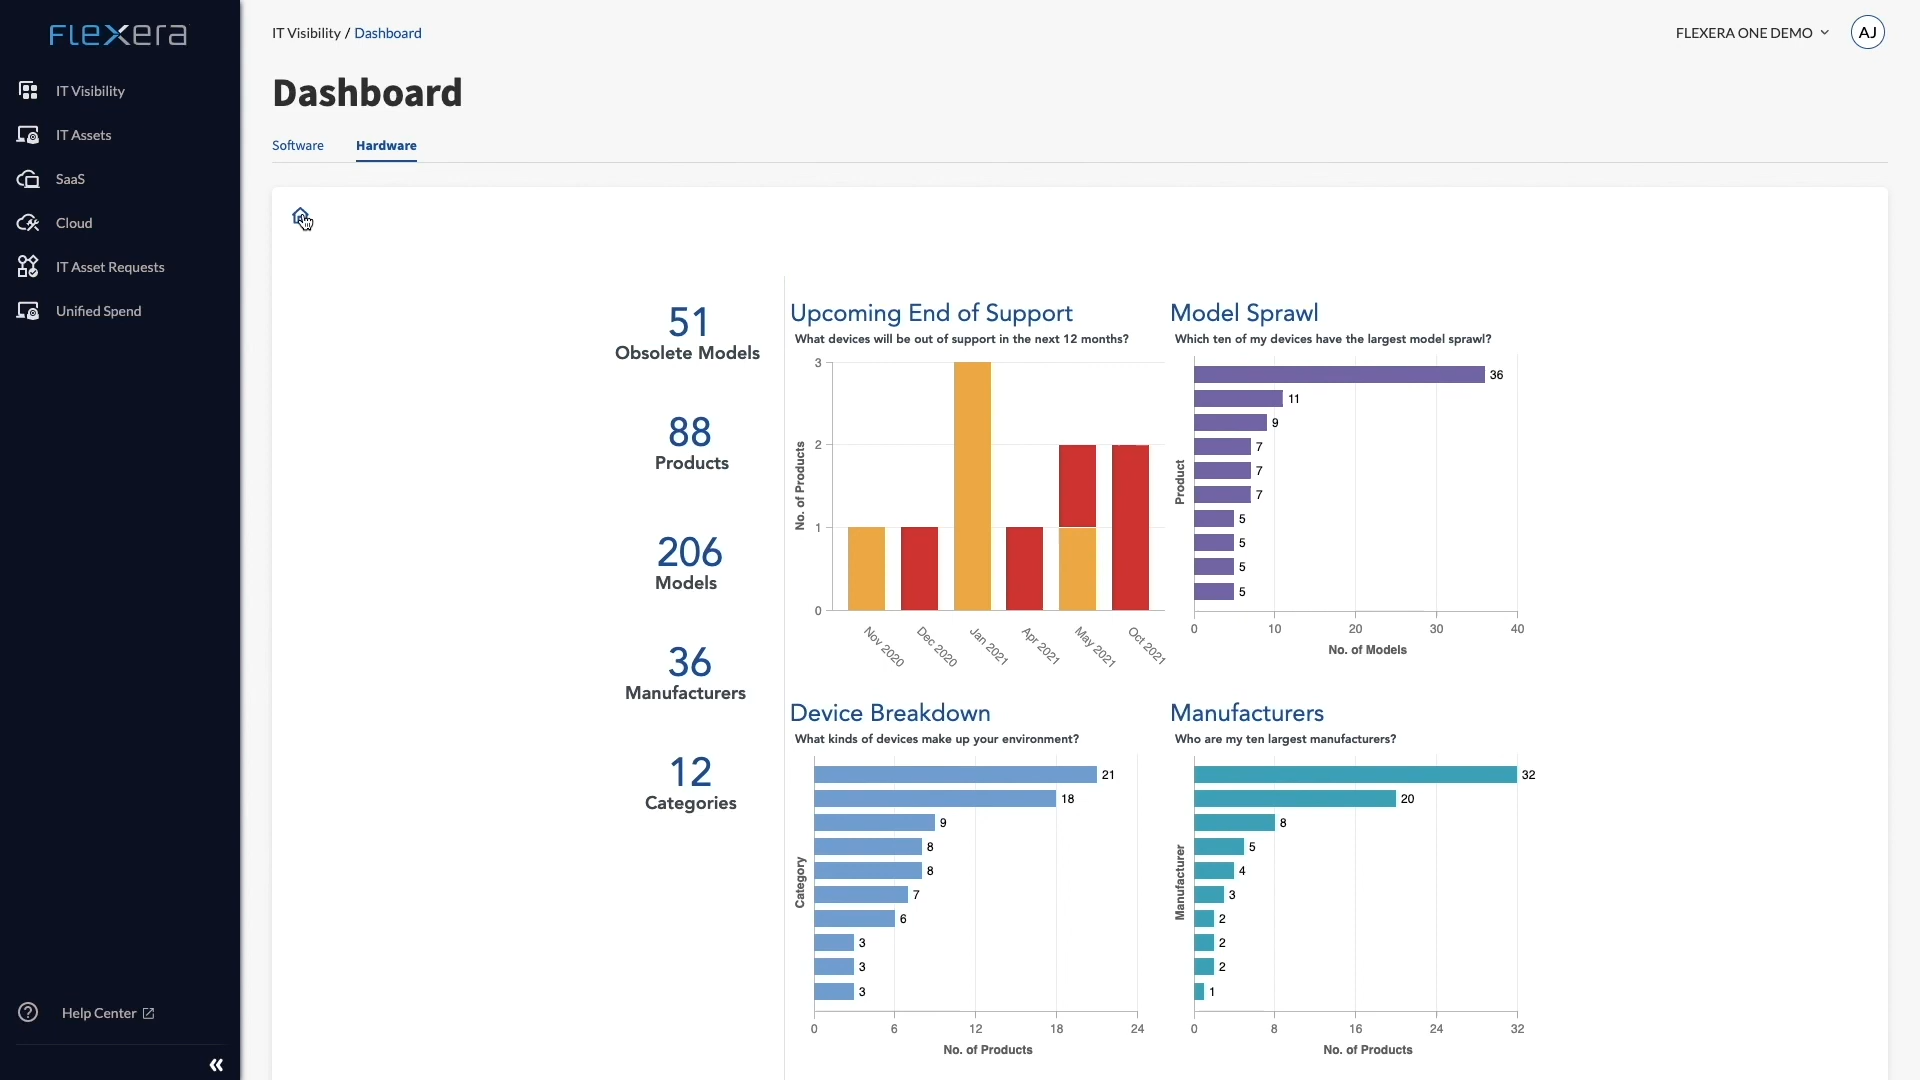 flexera
IT Visibility
IT Assets
SaaS
Cloud
IT Asset Requests
Unified Spend
Help Center
IT Visibility / Dashboard
FLEXERA ONE DEMO
AJ
Dashboard
Software
Hardware
51
Obsolete Models
88
Products
206
Models
36
Manufacturers
12
Categories
Upcoming End of Support
What devices will be out of support in the next 12 months?
No. of Products
3
2
1
0
Nov 2020
Dec 2020
Jan 2021
Apr 2021
May 2021
Oct 2021
Model Sprawl
Which ten of my devices have the largest model sprawl?
Product
36
11
9
7
7
7
5
5
5
5
0 10 20 30 40
No. of Models
Device Breakdown
What kinds of devices make up your environment?
Category
21
18
9
8
8
7
6
3
3
3
0 6 12 18 24
No. of Products
Manufacturers
Who are my ten largest manufacturers?
Manufacturer
32
20
8
5
4
3
2
2
2
1
0 8 16 24 32
No. of Products